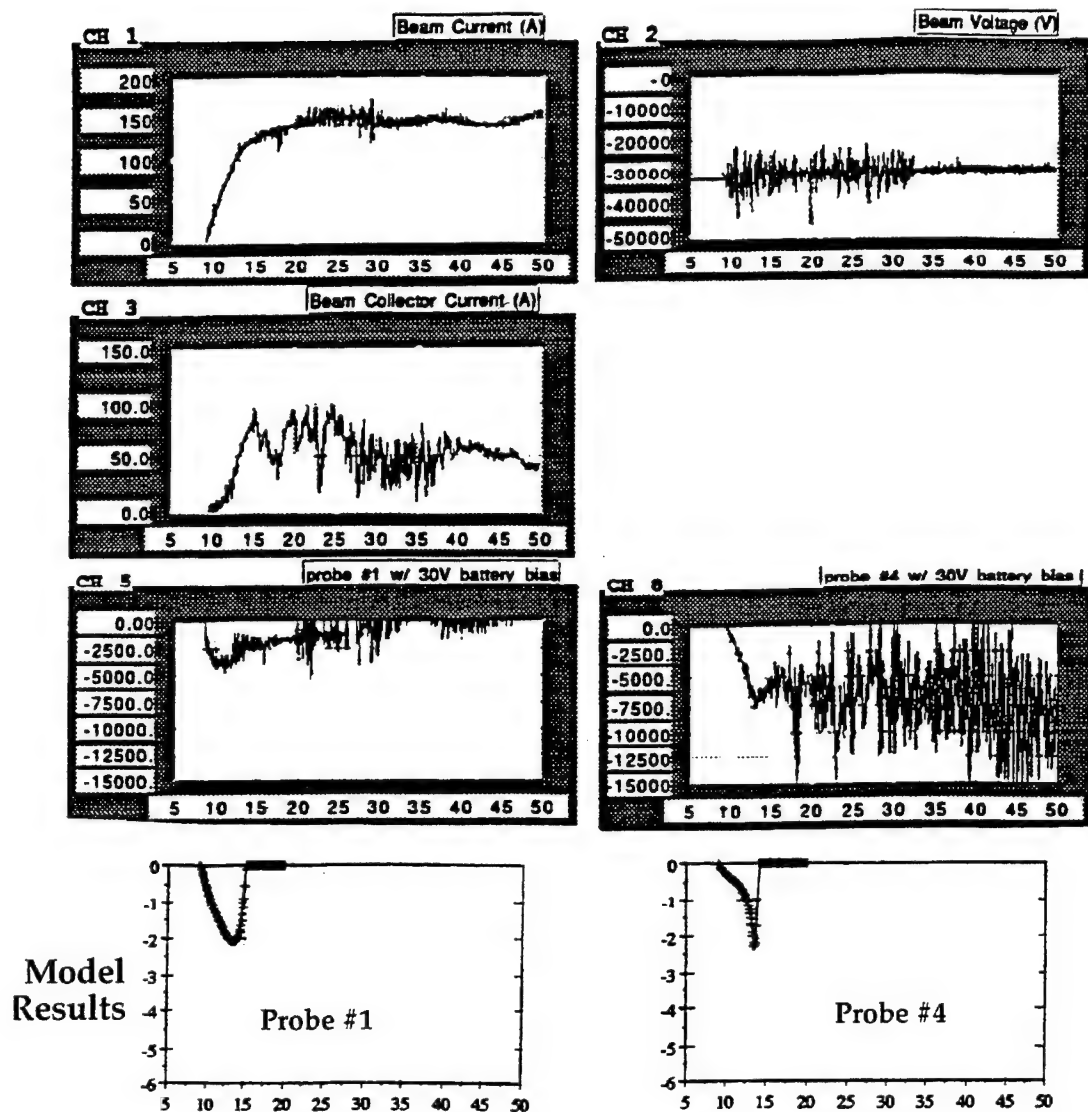 CH 1
Beam Current (A)
200
150
100
50
0
5 10 15 20 25 30 35 40 45 50
CH 2
Beam Voltage (V)
-0
-10000
-20000
-30000
-40000
-50000
5 10 15 20 25 30 35 40 45 50
CH 3
Beam Collector Current (A)
150.0
100.0
50.0
0.0
5 10 15 20 25 30 35 40 45 50
CH 5
probe #1 w/ 30V battery bias
0.00
-2500.0
-5000.0
-7500.0
-10000.
-12500.
-15000.
5 10 15 20 25 30 35 40 45 50
CH 6
probe #4 w/ 30V battery bias
0.0
-2500
-5000.
-7500.
-10000
-12500
-15000
5 10 15 20 25 30 35 40 45 50
Model
Results
0
-1
-2
-3
-4
-5
-6
Probe #1
5 10 15 20 25 30 35 40 45 50
0
-1
-2
-3
-4
-5
-6
Probe #4
5 10 15 20 25 30 35 40 45 50